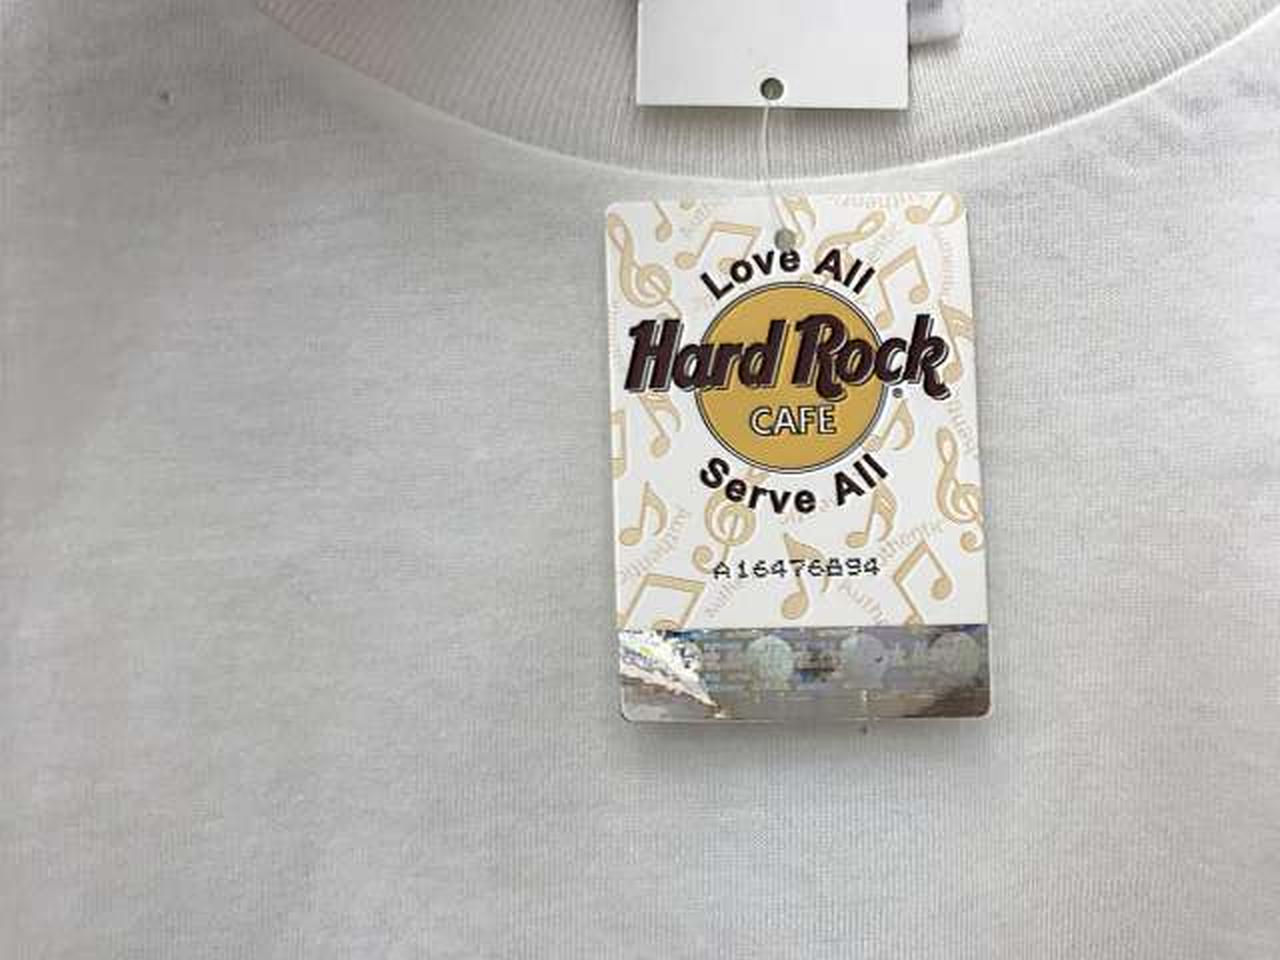 Love All
Hard Rock®
CAFE
Serve All
A16476894